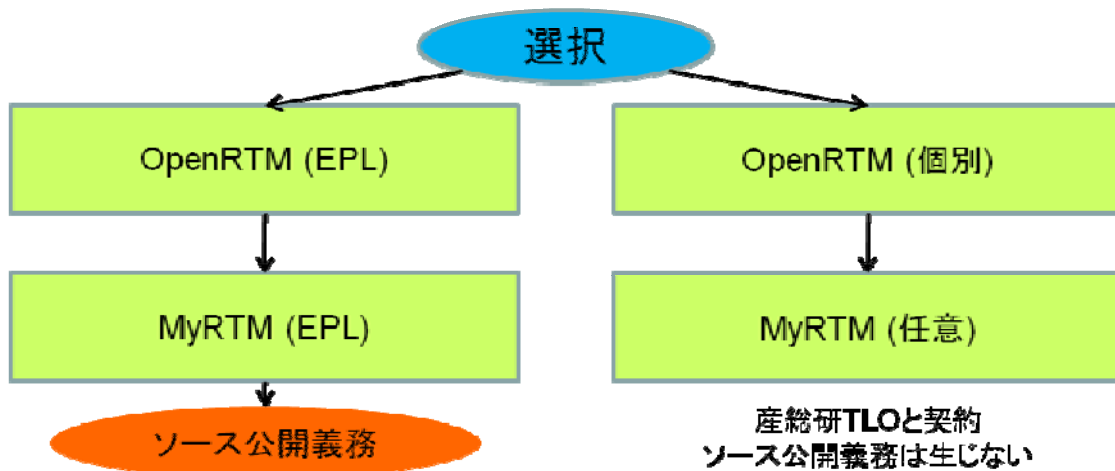 選択
OpenRTM (EPL)
OpenRTM (個別)
MyRTM (EPL)
MyRTM (任意)
ソース公開義務
産総研TLOと契約
ソース公開義務は生じない